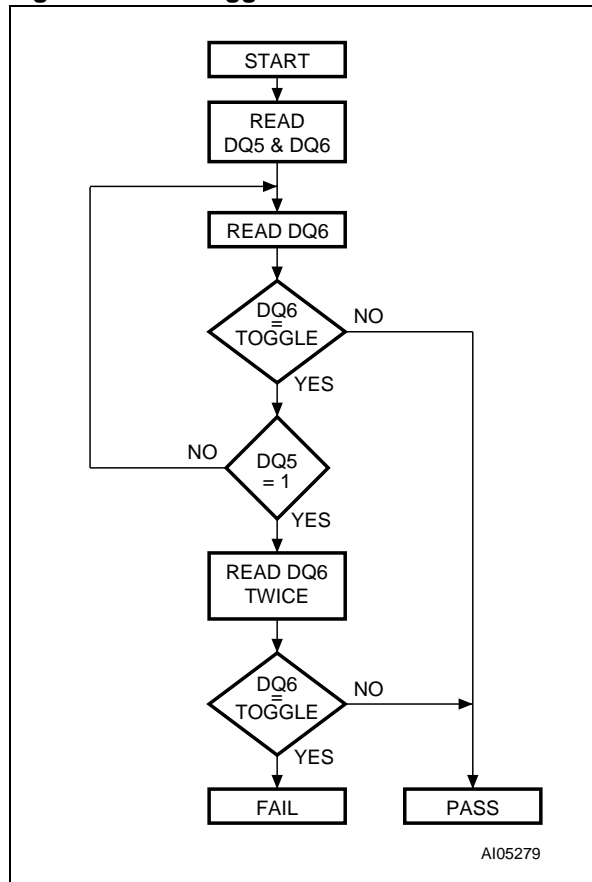 START
READ
DQ5 & DQ6
READ DQ6
DQ6
=
TOGGLE
NO
YES
NO
DQ5
= 1
YES
READ DQ6
TWICE
DQ6
=
TOGGLE
NO
YES
FAIL
PASS
AI05279